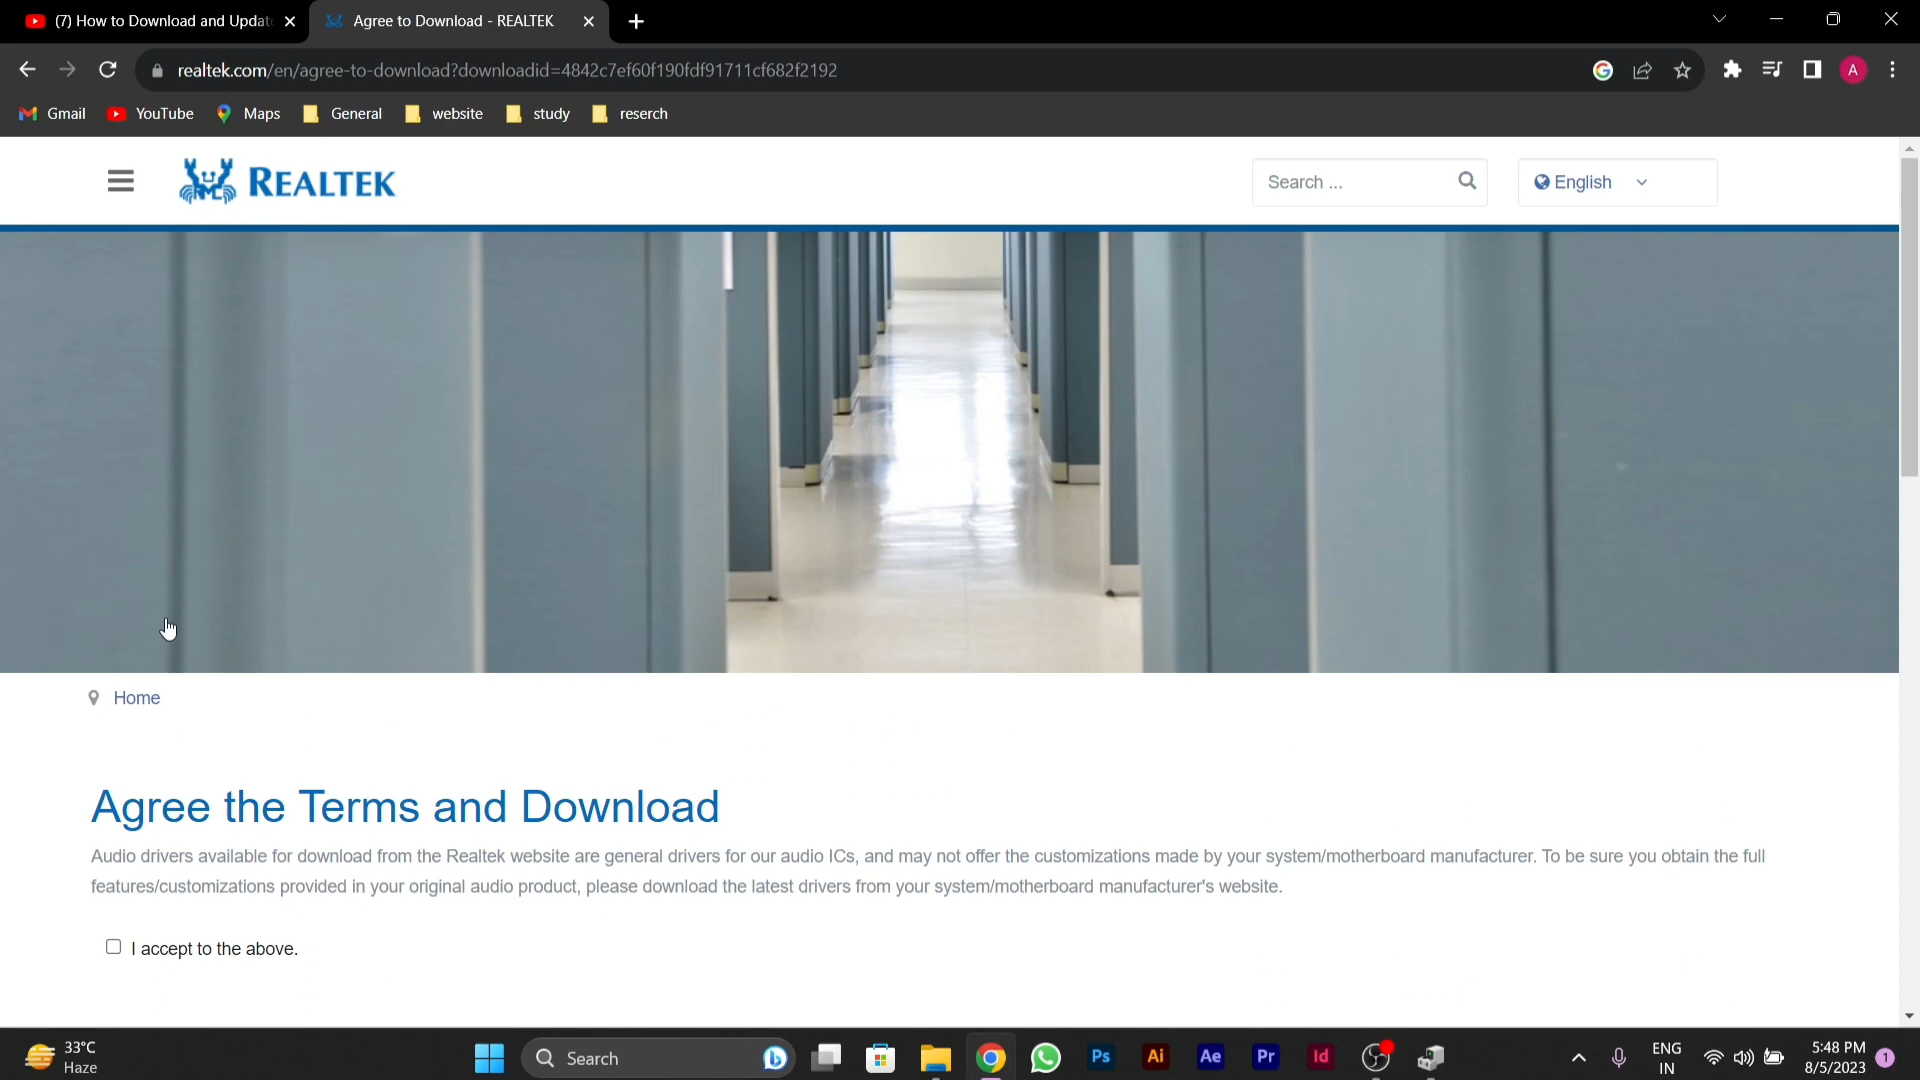 (7) How to Download and Updat
Agree to Download - REALTEK
realtek.com/en/agree-to-download?downloadid=4842c7ef60f190fdf91711cf682f2192
A
Gmail YouTube Maps General website study reserch
REALTEK
Search ...
English
Home
Agree the Terms and Download
Audio drivers available for download from the Realtek website are general drivers for our audio ICs, and may not offer the customizations made by your system/motherboard manufacturer. To be sure you obtain the full
features/customizations provided in your original audio product, please download the latest drivers from your system/motherboard manufacturer's website.
I accept to the above.
33°C
Haze
Search
Ps Ai Ae Pr Id
ENG
IN
5:48 PM
8/5/2023
1